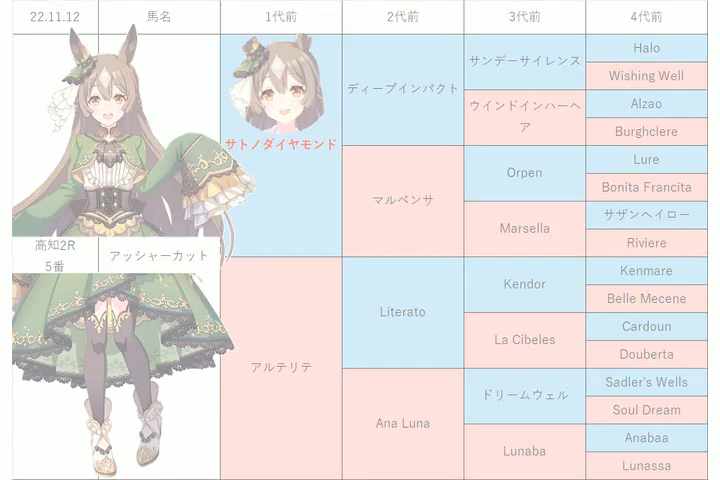 22.11.12 馬名 1代前 2代前 3代前 4代前
高知2R
5番
アッシャーカット
サトノダイヤモンド
アルテリテ
ディープインパクト
マルペンサ
Literato
Ana Luna
サンデーサイレンス
ウインドインハーヘ
ア
Orpen
Marsella
Kendor
La Cibeles
ドリームウェル
Lunaba
Halo
Wishing Well
Alzao
Burghclere
Lure
Bonita Francita
サザンヘイロー
Riviere
Kenmare
Belle Mecene
Cardoun
Douberta
Sadler's Wells
Soul Dream
Anabaa
Lunassa